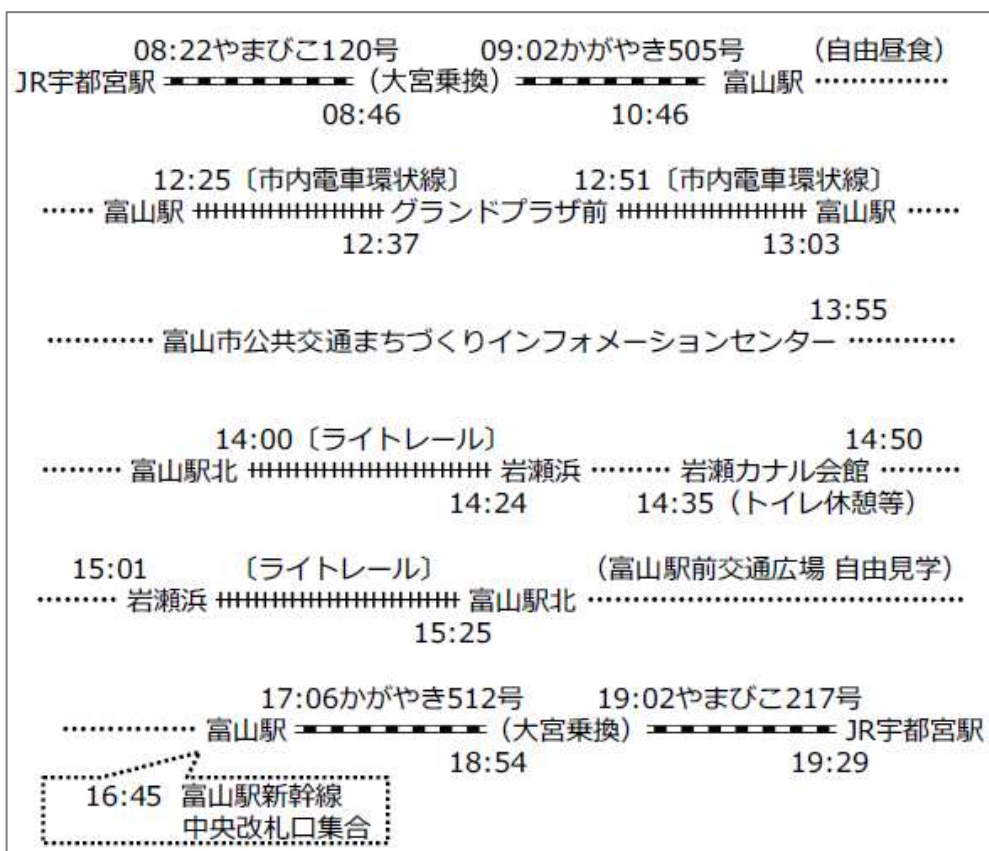 08:22やまびこ120号 09:02かがやき505号 （自由昼食）
JR宇都宮駅 （大宮乗換） 富山駅 ……………
08:46 10:46
12:25〔市内電車環状線〕 12:51〔市内電車環状線〕
…… 富山駅 グランドプラザ前 富山駅 ……
12:37 13:03
13:55
………… 富山市公共交通まちづくりインフォメーションセンター …………
14:00〔ライトレール〕 14:50
……… 富山駅北 岩瀬浜 ……… 岩瀬カナル会館 ………
14:24 14:35（トイレ休憩等）
15:01 〔ライトレール〕 （富山駅前交通広場 自由見学）
……… 岩瀬浜 富山駅北 ……………………………………
15:25
17:06かがやき512号 19:02やまびこ217号
…………… 富山駅 （大宮乗換） JR宇都宮駅
18:54 19:29
16:45 富山駅新幹線
中央改札口集合